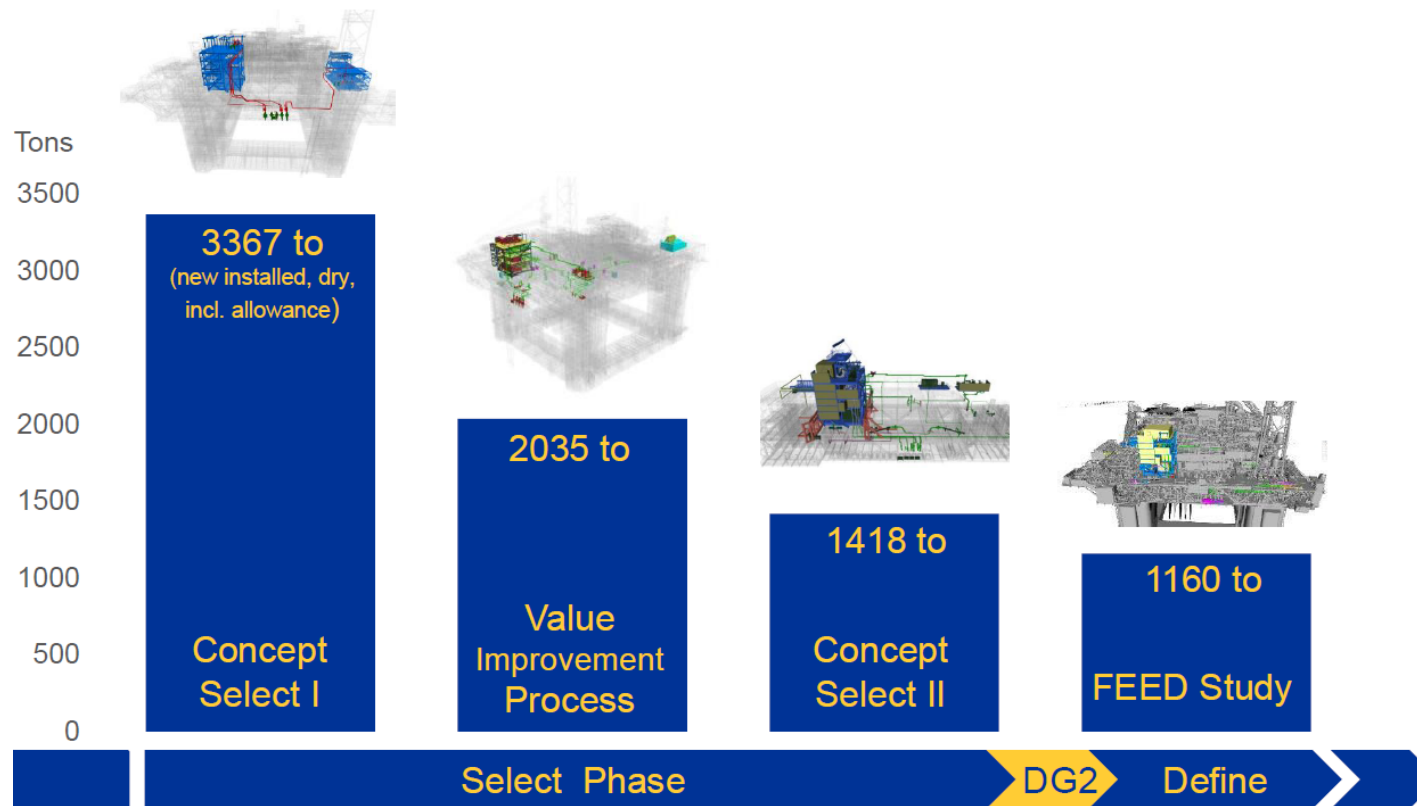 Tons
3500
3000
2500
2000
1500
1000
500
0
3367 to
(new installed, dry,
incl. allowance)
Concept
Select I
2035 to
Value
Improvement
Process
1418 to
Concept
Select II
1160 to
FEED Study
Select Phase
DG2
Define